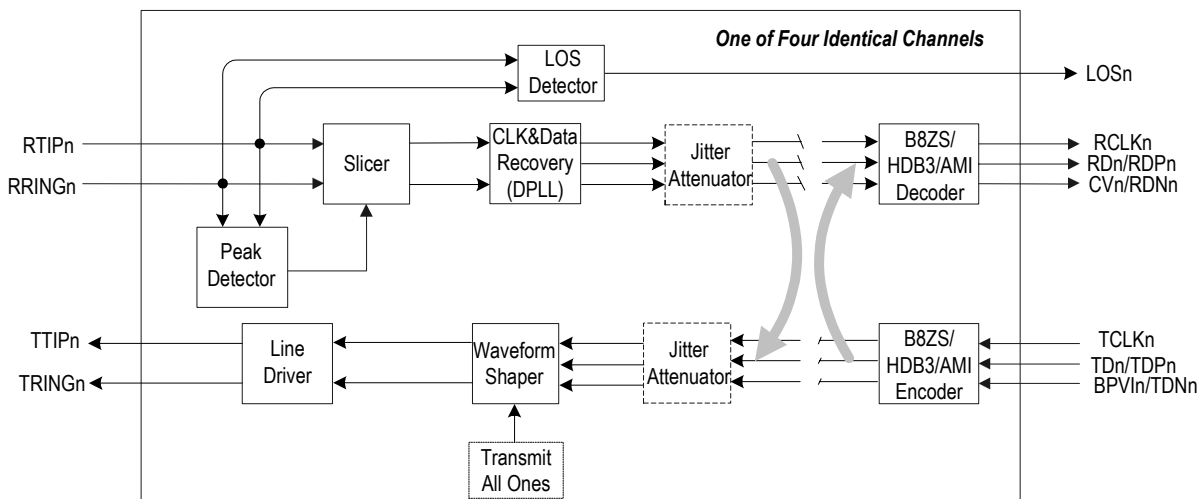 One of Four Identical Channels
LOS
Detector
LOSn
RTIPn
RRINGn
Slicer
CLK&Data
Recovery
(DPLL)
Jitter
Attenuator
B8ZS/
HDB3/AMI
Decoder
RCLKn
RDn/RDPn
CVn/RDNn
Peak
Detector
TTIPn
TRINGn
Line
Driver
Waveform
Shaper
Jitter
Attenuator
B8ZS/
HDB3/AMI
Encoder
TCLKn
TDn/TDPn
BPVIn/TDNn
Transmit
All Ones